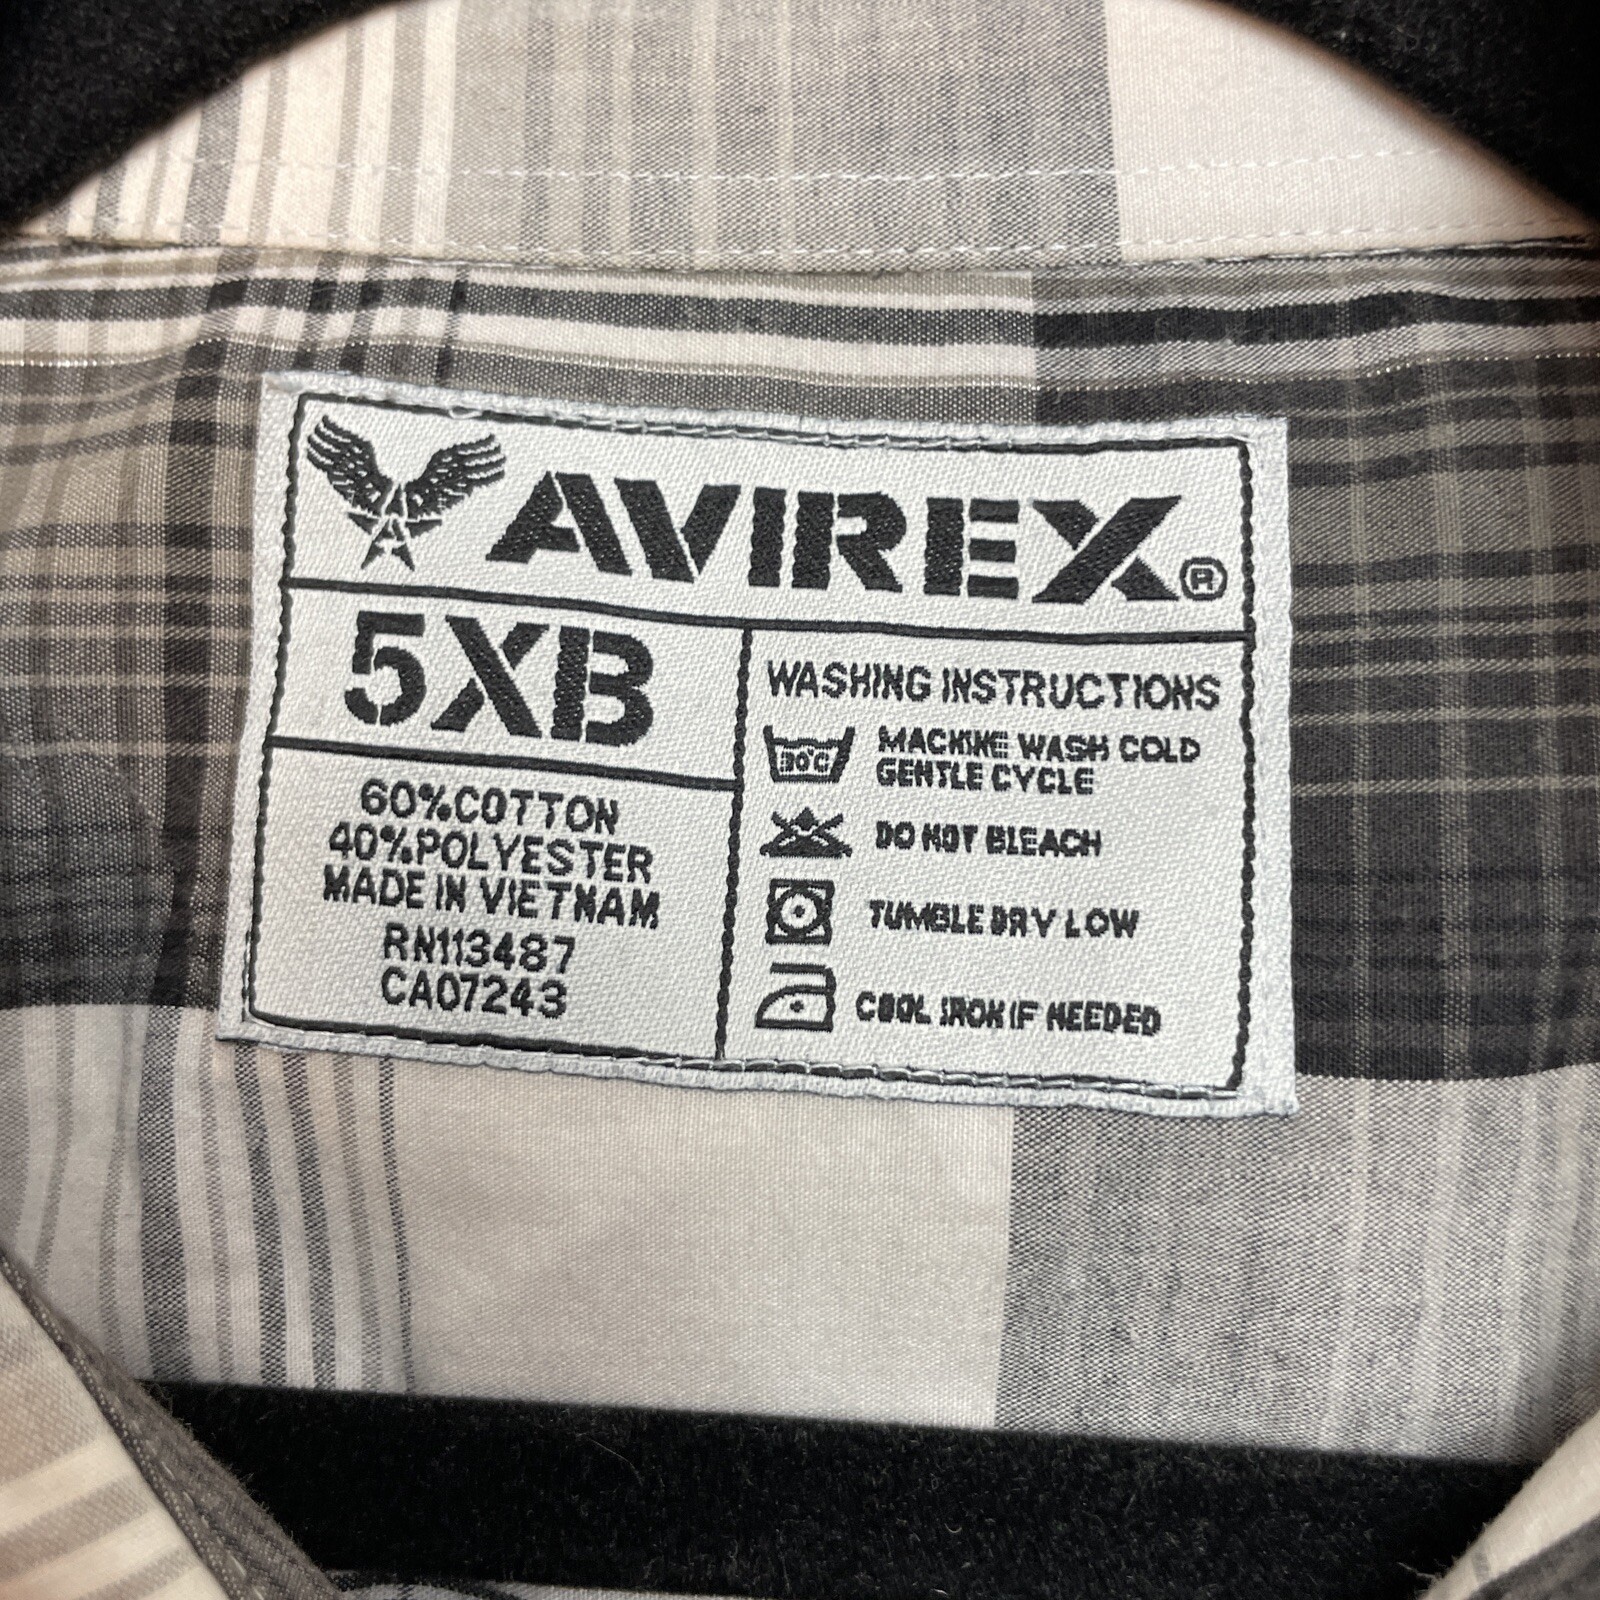 AVIREX®
5XB
60%COTTON
40%POLYESTER
MADE IN VIETNAM
RN113487
CA07243
WASHING INSTRUCTIONS
30°C
MACHINE WASH COLD
GENTLE CYCLE
DO NOT BLEACH
TUMBLE DRY LOW
COOL IRON IF NEEDED